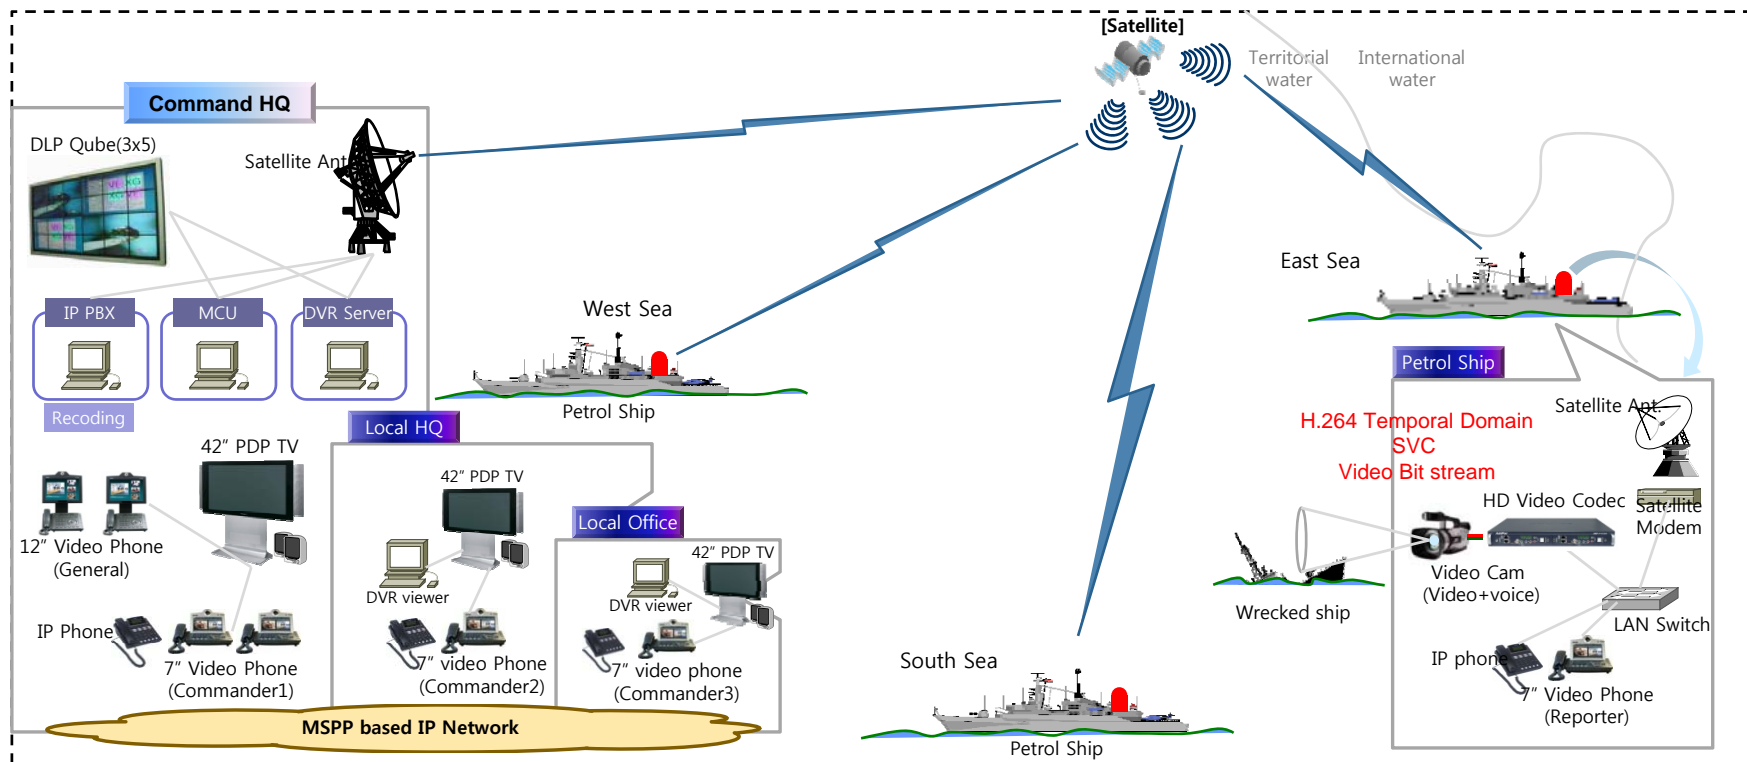 [Satellite]
Territorial
water
International
water
Command HQ
DLP Qube(3x5)
Satellite Ant.
IP PBX
MCU
DVR Server
Recoding
42” PDP TV
12” Video Phone
(General)
IP Phone
7” Video Phone
(Commander1)
Local HQ
42” PDP TV
DVR viewer
7” video Phone
(Commander2)
Local Office
42” PDP TV
DVR viewer
7” video phone
(Commander3)
MSPP based IP Network
West Sea
Petrol Ship
South Sea
Petrol Ship
East Sea
Petrol Ship
Satellite Ant.
H.264 Temporal Domain
SVC
Video Bit stream
HD Video Codec
Satellite
Modem
Video Cam
(Video+voice)
Wrecked ship
LAN Switch
IP phone
7” Video Phone
(Reporter)